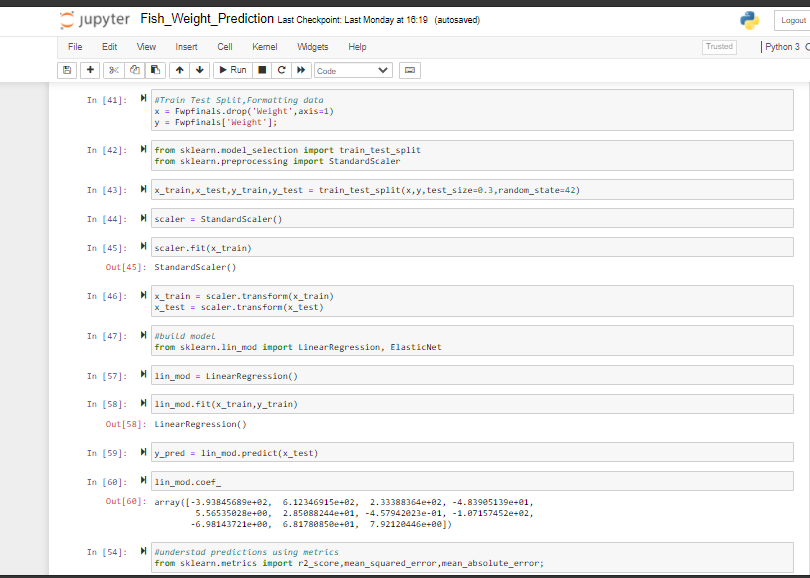 jupyter Fish_Weight_Prediction Last Checkpoint: Last Monday at 16:19 (autosaved)
Logout
File Edit View Insert Cell Kernel Widgets Help
Trusted
Python 3
Run
Code
In [41]:
#Train Test Split,Formatting data
x = Fwpfinals.drop('Weight',axis=1)
y = Fwpfinals['Weight'];
In [42]:
from sklearn.model_selection import train_test_split
from sklearn.preprocessing import StandardScaler
In [43]:
x_train,x_test,y_train,y_test = train_test_split(x,y,test_size=0.3,random_state=42)
In [44]:
scaler = StandardScaler()
In [45]:
scaler.fit(x_train)
Out[45]: StandardScaler()
In [46]:
x_train = scaler.transform(x_train)
x_test = scaler.transform(x_test)
In [47]:
#build model
from sklearn.lin_mod import LinearRegression, ElasticNet
In [57]:
lin_mod = LinearRegression()
In [58]:
lin_mod.fit(x_train,y_train)
Out[58]: LinearRegression()
In [59]:
y_pred = lin_mod.predict(x_test)
In [60]:
lin_mod.coef_
Out[60]: array([-3.93845689e+02, 6.12346915e+02, 2.33388364e+02, -4.83905139e+01,
5.56535028e+00, 2.85088244e+01, -4.57942023e-01, -1.07157452e+02,
-6.98143721e+00, 6.81780850e+01, 7.92120446e+00])
In [54]:
#understad predictions using metrics
from sklearn.metrics import r2_score,mean_squared_error,mean_absolute_error;